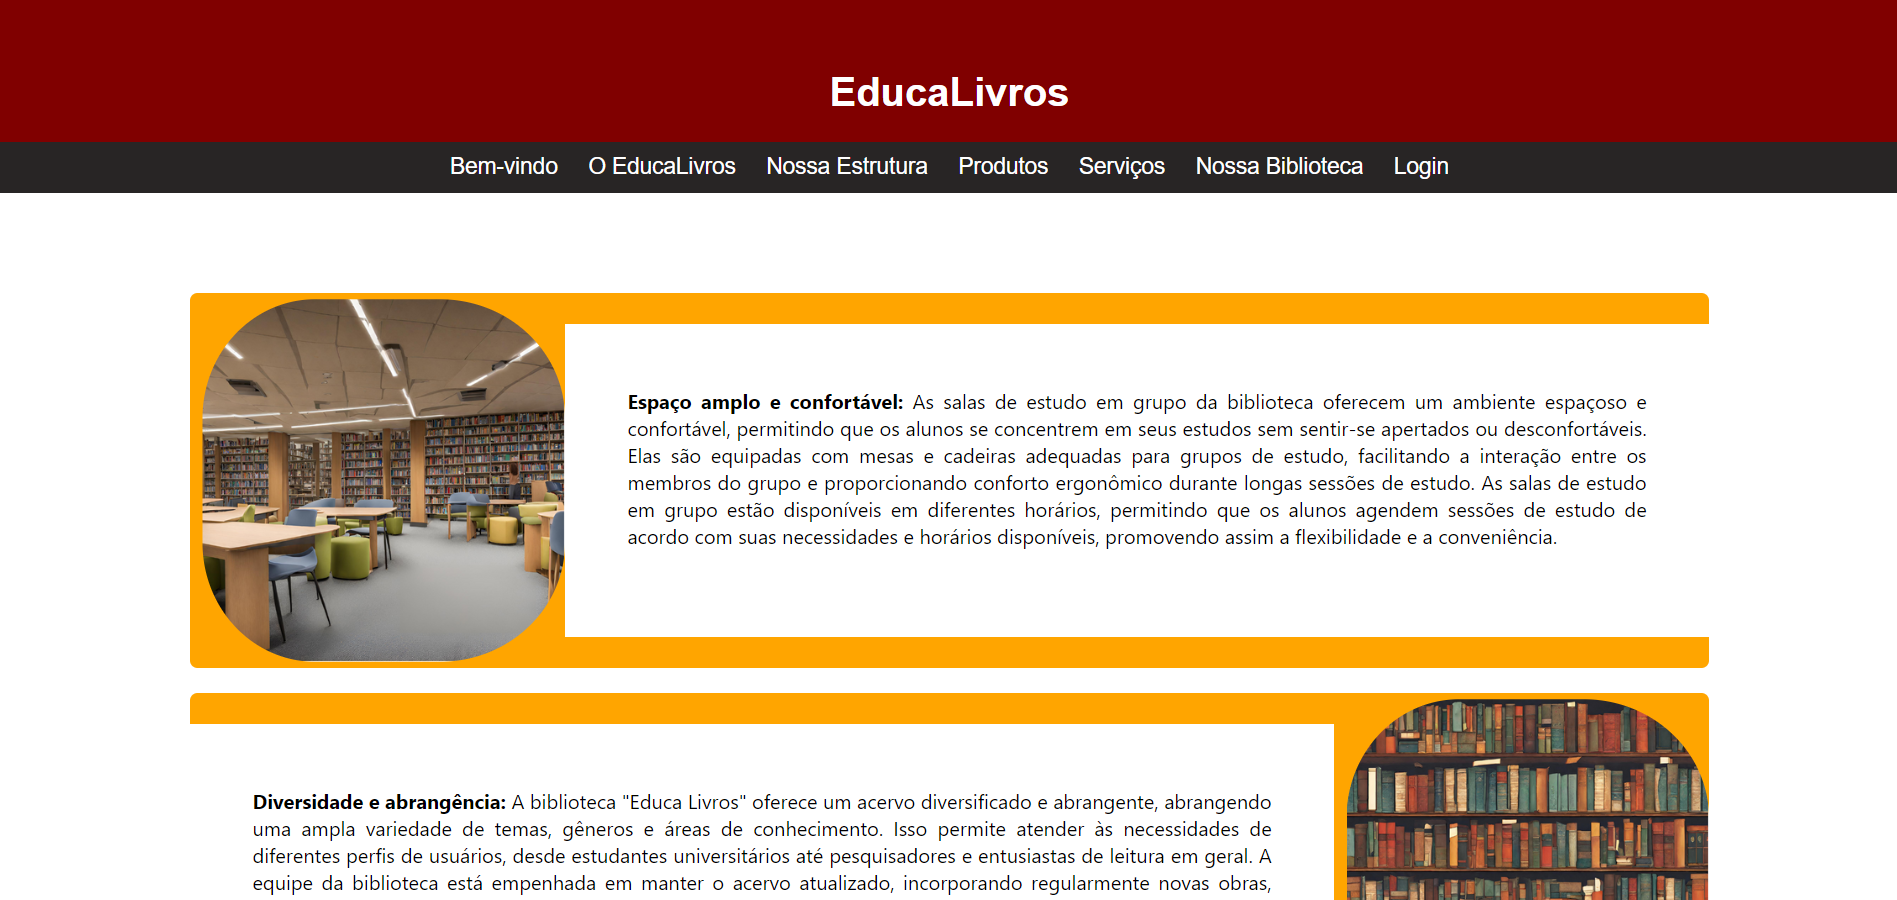 EducaLivros
Bem-vindo O EducaLivros Nossa Estrutura Produtos Serviços Nossa Biblioteca Login
Espaço amplo e confortável: As salas de estudo em grupo da biblioteca oferecem um ambiente espaçoso e
confortável, permitindo que os alunos se concentrem em seus estudos sem sentir-se apertados ou desconfortáveis.
Elas são equipadas com mesas e cadeiras adequadas para grupos de estudo, facilitando a interação entre os
membros do grupo e proporcionando conforto ergonômico durante longas sessões de estudo. As salas de estudo
em grupo estão disponíveis em diferentes horários, permitindo que os alunos agendem sessões de estudo de
acordo com suas necessidades e horários disponíveis, promovendo assim a flexibilidade e a conveniência.
Diversidade e abrangência: A biblioteca "Educa Livros" oferece um acervo diversificado e abrangente, abrangendo
uma ampla variedade de temas, gêneros e áreas de conhecimento. Isso permite atender às necessidades de
diferentes perfis de usuários, desde estudantes universitários até pesquisadores e entusiastas de leitura em geral. A
equipe da biblioteca está empenhada em manter o acervo atualizado, incorporando regularmente novas obras,